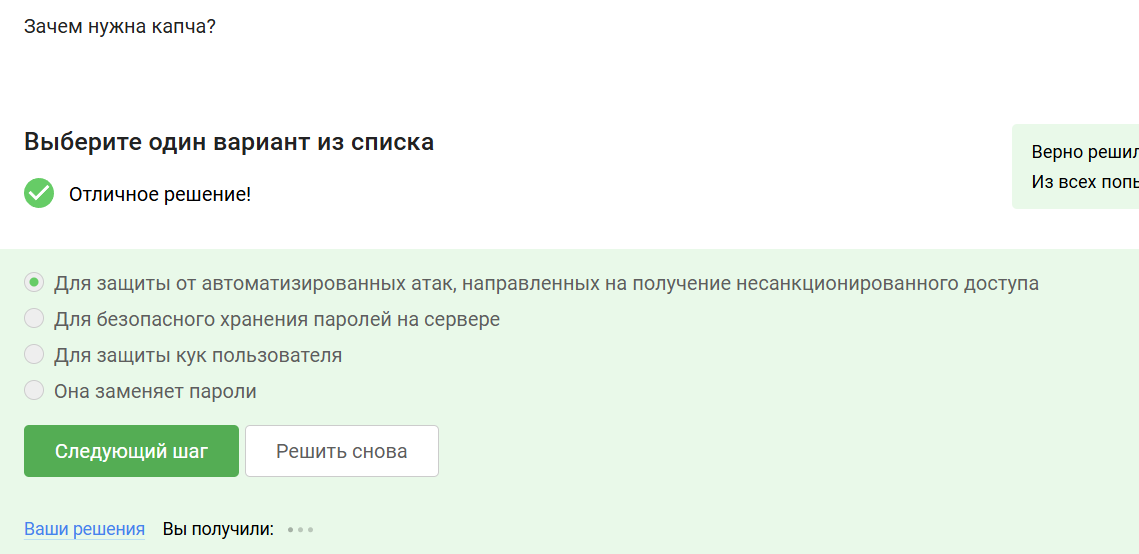 Зачем нужна капча?
Выберите один вариант из списка
Верно решил
Отличное решение!
Из всех поп
Для защиты от автоматизированных атак, направленных на получение несанкционированного доступа
Для безопасного хранения паролей на сервере
Для защиты кук пользователя
Она заменяет пароли
Следующий шаг
Решить снова
Ваши решения Вы получили: